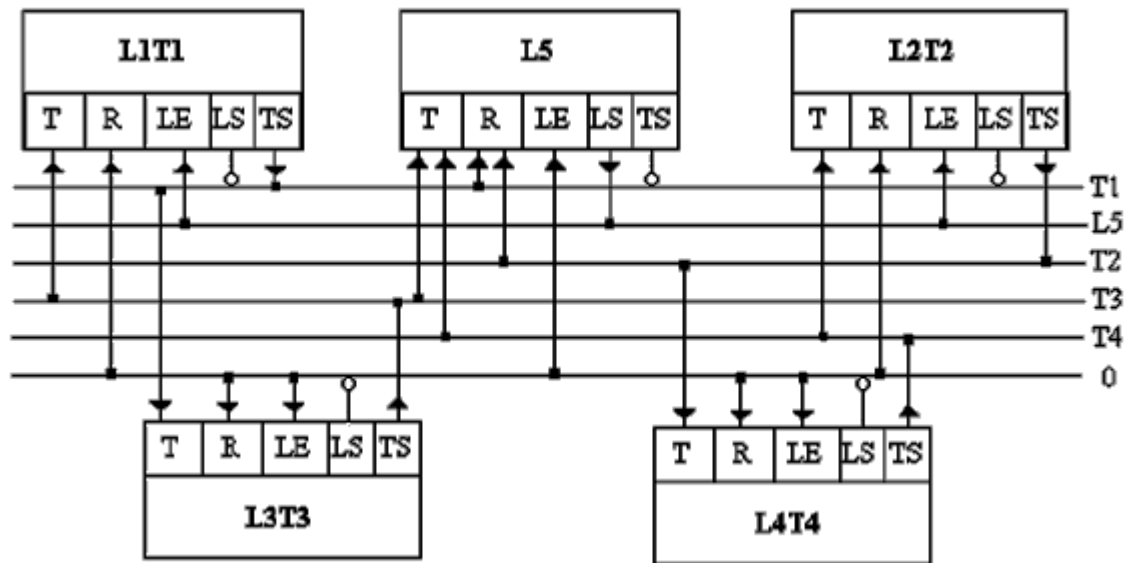 L1T1
T R LE LS TS
L5
T R LE LS TS
L2T2
T R LE LS TS
T1
L5
T2
T3
T4
0
T R LE LS TS
L3T3
T R LE LS TS
L4T4